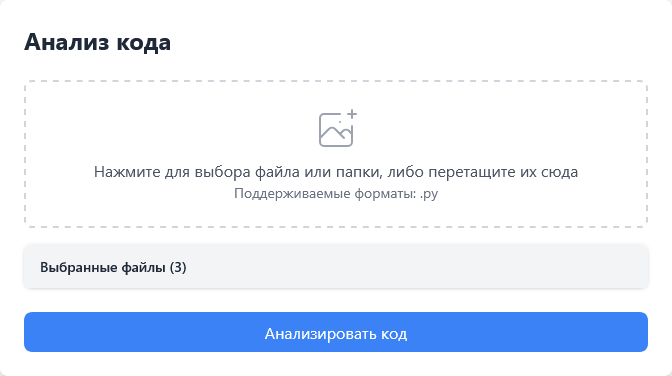 Анализ кода
Нажмите для выбора файла или папки, либо перетащите их сюда
Поддерживаемые форматы: .py
Выбранные файлы (3)
Анализировать код